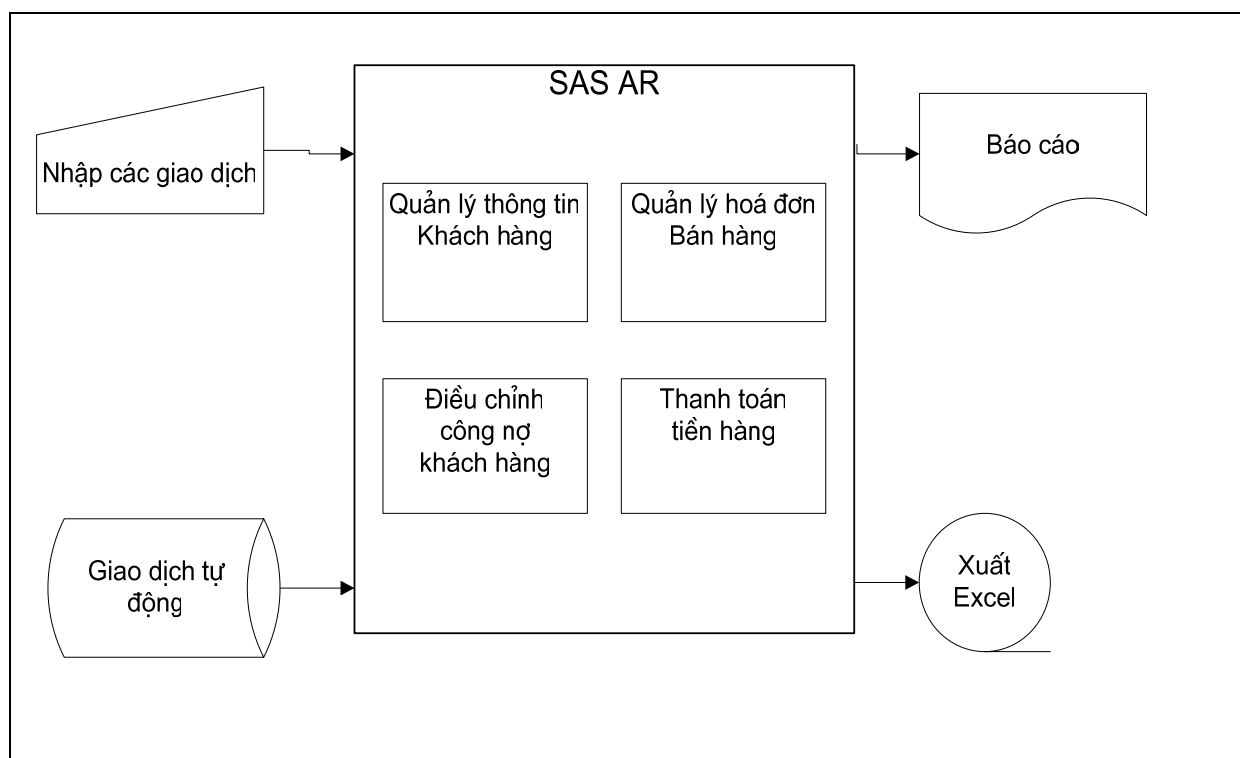 SAS AR
Nhập các giao dịch
Quản lý thông tin
Khách hàng
Quản lý hoá đơn
Bán hàng
Báo cáo
Điều chỉnh
công nợ
khách hàng
Thanh toán
tiền hàng
Giao dịch tự
động
Xuất
Excel